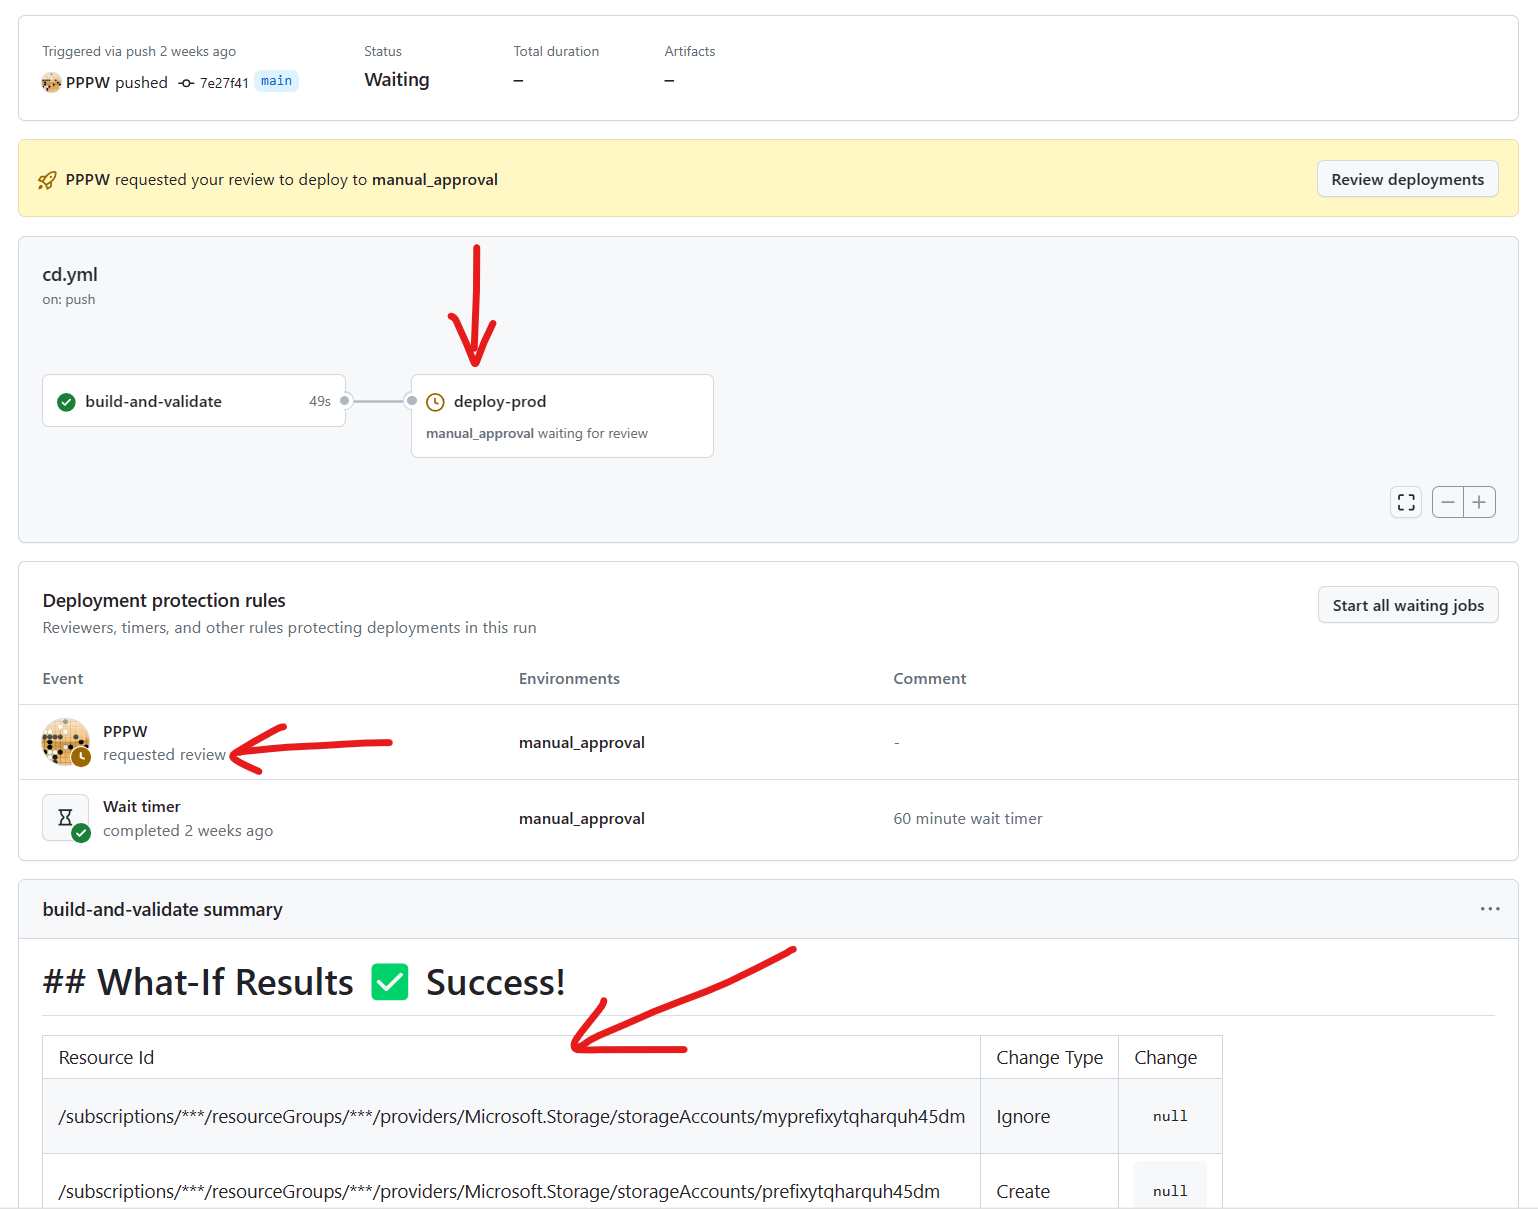 Triggered via push 2 weeks ago
PPPW pushed 7e27f41 main
Status
Waiting
Total duration
–
Artifacts
–
PPPW requested your review to deploy to manual_approval
Review deployments
cd.yml
on: push
build-and-validate 49s
deploy-prod
manual_approval waiting for review
Deployment protection rules
Reviewers, timers, and other rules protecting deployments in this run
Start all waiting jobs
Event Environments Comment
PPPW
requested review
manual_approval
-
Wait timer
completed 2 weeks ago
manual_approval
60 minute wait timer
build-and-validate summary
## What-If Results ✅ Success!
Resource Id Change Type Change
/subscriptions/***/resourceGroups/***/providers/Microsoft.Storage/storageAccounts/myprefixytqharquh45dm Ignore null
/subscriptions/***/resourceGroups/***/providers/Microsoft.Storage/storageAccounts/prefixytqharquh45dm Create null